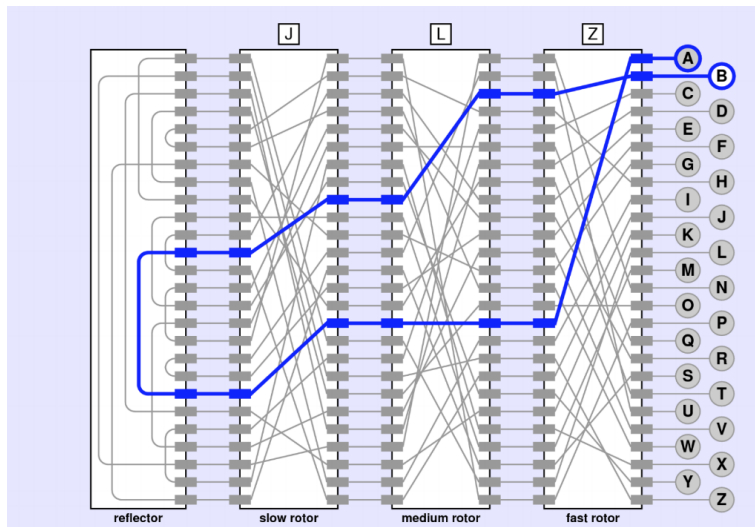 J L Z
A
B
C
D
E
F
G
H
I
J
K
L
M
N
O
P
Q
R
S
T
U
V
W
X
Y
Z
reflector slow rotor medium rotor fast rotor